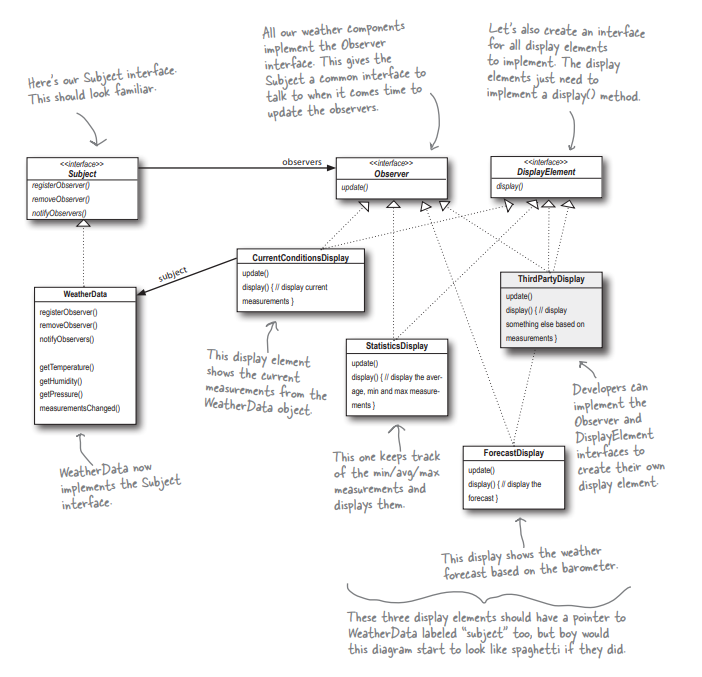 Here's our Subject interface.
This should look familiar.
All our weather components
implement the Observer
interface. This gives the
Subject a common interface to
talk to when it comes time to
update the observers.
Let's also create an interface
for all display elements
to implement. The display
elements just need to
implement a display() method.
<<interface>>
Subject
registerObserver()
removeObserver()
notifyObservers()
observers
<<interface>>
Observer
update()
<<interface>>
DisplayElement
display()
subject
WeatherData
registerObserver()
removeObserver()
notifyObservers()
getTemperature()
getHumidity()
getPressure()
measurementsChanged()
CurrentConditionsDisplay
update()
display() { // display current
measurements }
ThirdPartyDisplay
update()
display() { // display
something else based on
measurements }
StatisticsDisplay
update()
display() { // display the aver-
age, min and max measure-
ments }
ForecastDisplay
update()
display() { // display the
forecast }
This display element
shows the current
measurements from the
WeatherData object.
WeatherData now
implements the Subject
interface.
This one keeps track
of the min/avg/max
measurements and
displays them.
Developers can
implement the
Observer and
DisplayElement
interfaces to
create their own
display element.
This display shows the weather
forecast based on the barometer.
These three display elements should have a pointer to
WeatherData labeled "subject" too, but boy would
this diagram start to look like spaghetti if they did.